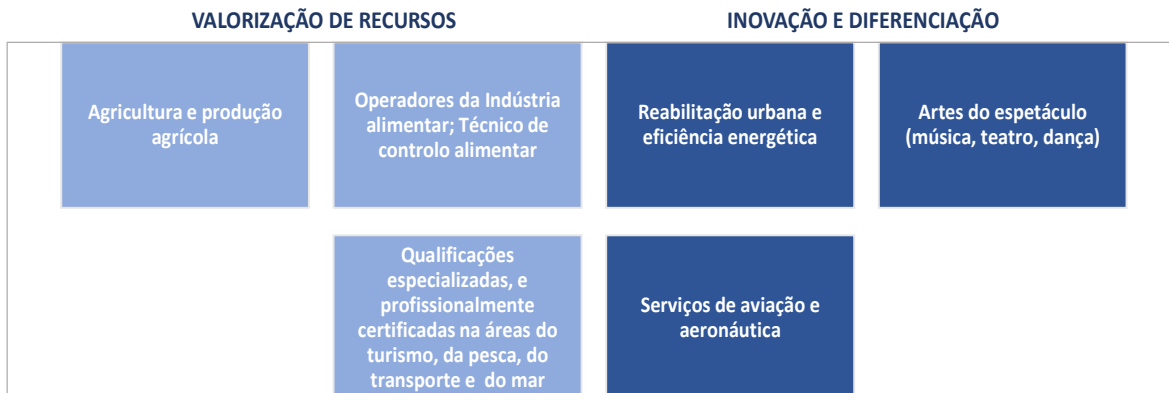 VALORIZAÇÃO DE RECURSOS
INOVAÇÃO E DIFERENCIAÇÃO
Agricultura e produção
agrícola
Operadores da Indústria
alimentar; Técnico de
controlo alimentar
Reabilitação urbana e
eficiência energética
Artes do espetáculo
(música, teatro, dança)
Qualificações
especializadas, e
profissionalmente
certificadas na áreas do
turismo, da pesca, do
transporte e do mar
Serviços de aviação e
aeronáutica